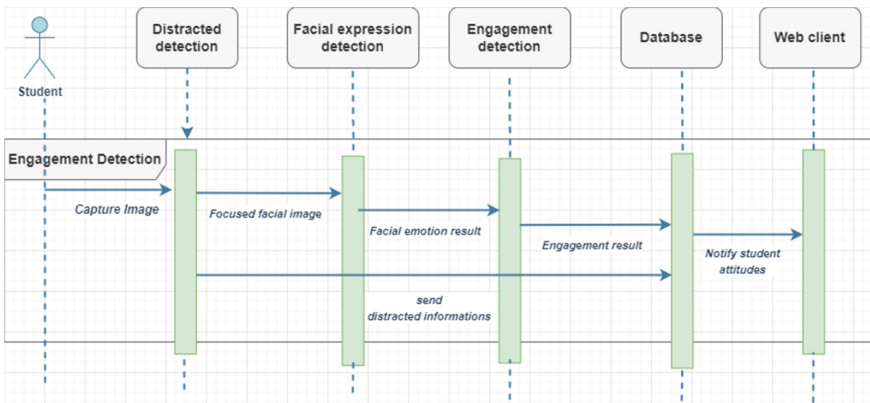 Distracted
detection
Facial expression
detection
Engagement
detection
Database
Web client
Student
Engagement Detection
Capture Image
Focused facial image
Facial emotion result
Engagement result
Notify student
attitudes
send
distracted informations